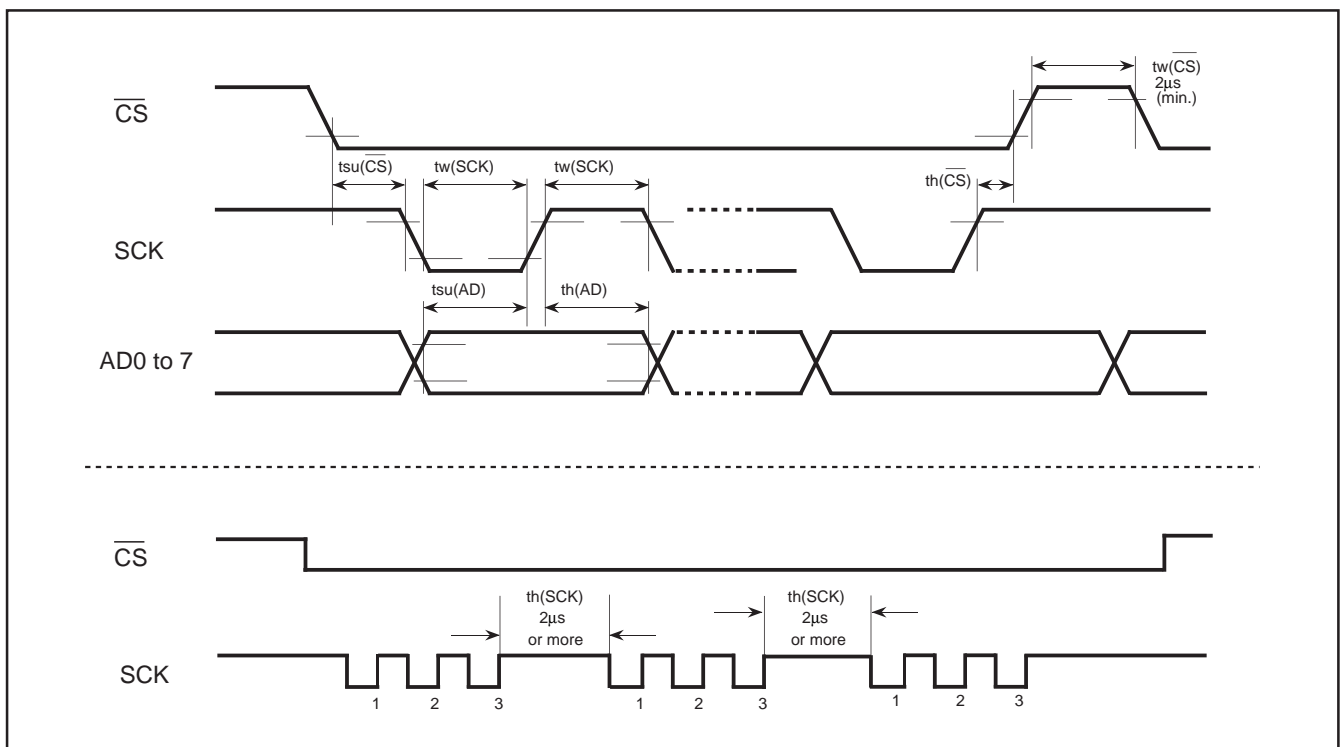 CS
tw(CS)
2μs
(min.)
tsu(CS)
tw(SCK)
tw(SCK)
th(CS)
SCK
tsu(AD)
th(AD)
AD0 to 7
CS
th(SCK)
2μs
or more
th(SCK)
2μs
or more
SCK
1 2 3 1 2 3 1 2 3